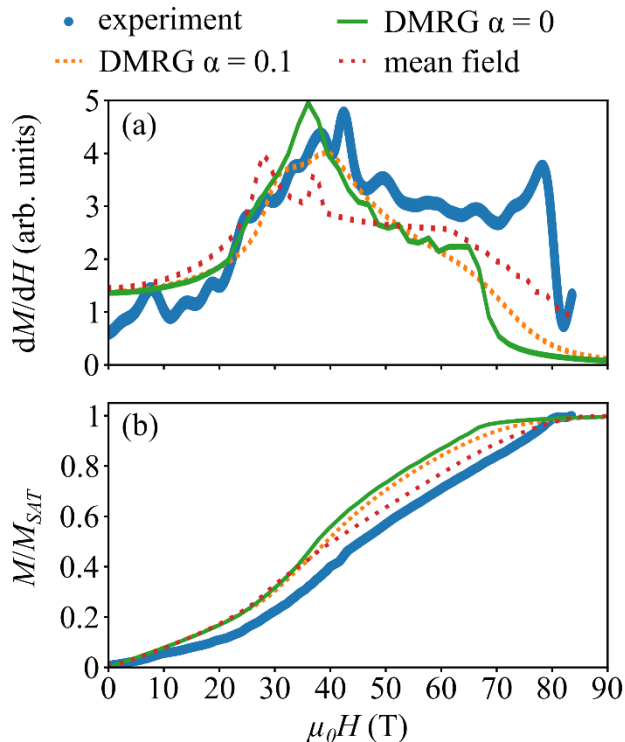 experiment
DMRG α = 0
DMRG α = 0.1
mean field
(a)
dM/dH (arb. units)
5
4
3
2
1
0
(b)
M/M_SAT
1
0.8
0.6
0.4
0.2
0
0 10 20 30 40 50 60 70 80 90
μ₀H (T)